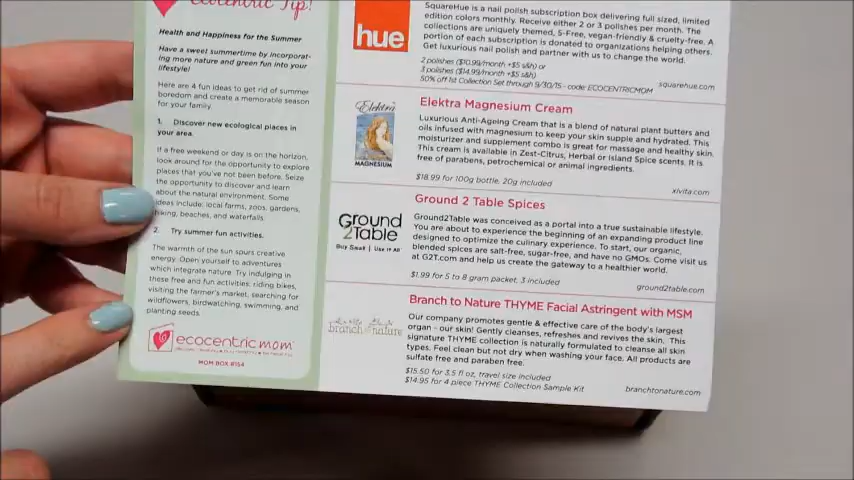 ecocentric Tip!
Health and Happiness for the Summer
Have a sweet summertime by incorporat-
ing more nature and green fun into your
lifestyle!
Here are 4 fun ideas to get rid of summer
boredom and create a memorable season
for your family.
1. Discover new ecological places in
your area.
If a free weekend or day is on the horizon,
look around for the opportunity to explore
places that you've not been before. Seize
the opportunity to discover and learn
about the natural environment. Some
ideas include, local farms, zoos, gardens,
hiking, beaches, and waterfalls.
2. Try summer fun activities.
The warmth of the sun spurs creative
energy. Open yourself to adventures
which integrate nature. Try indulging in
these free and fun activities: riding bikes,
visiting the farmer's market, searching for
wildflowers, birdwatching, swimming, and
planting seeds.
ecocentric mom
MOM BOX #154
hue
SquareHue is a nail polish subscription box delivering full sized, limited
edition colors monthly. Receive either 2 or 3 polishes per month. The
collections are uniquely themed, 5-Free, vegan-friendly & cruelty-free. A
portion of each subscription is donated to organizations helping others.
Get luxurious nail polish and partner with us to change the world.
2 polishes ($10.99/month +$5 s&h) or
3 polishes ($14.99/month +$5 s&h)
50% off 1st Collection Set through 9/30/15 - code: ECOCENTRICMOM
squarehue.com
Elektra
MAGNESIUM
Elektra Magnesium Cream
Luxurious Anti-Ageing Cream that is a blend of natural plant butters and
oils infused with magnesium to keep your skin supple and hydrated. This
moisturizer and supplement combo is great for massage and healthy skin.
This cream is available in Zest-Citrus, Herbal or Island Spice scents. It is
free of parabens, petrochemical or animal ingredients.
$18.99 for 100g bottle, 20g included
xivita.com
Ground
2Table
Buy Small | Use It All
Ground 2 Table Spices
Ground2Table was conceived as a portal into a true sustainable lifestyle.
You are about to experience the beginning of an expanding product line
designed to optimize the culinary experience. To start, our organic,
blended spices are salt-free, sugar-free, and have no GMOs. Come visit us
at G2T.com and help us create the gateway to a healthier world.
$1.99 for 5 to 8 gram packet, 3 included
ground2table.com
branch to nature
Branch to Nature THYME Facial Astringent with MSM
Our company promotes gentle & effective care of the body's largest
organ - our skin! Gently cleanses, refreshes and revives the skin. This
signature THYME collection is naturally formulated to cleanse all skin
types. Feel clean but not dry when washing your face. All products are
sulfate free and paraben free.
$15.50 for 3.5 fl oz, travel size included
$14.95 for 4 piece THYME Collection Sample Kit
branchtonature.com